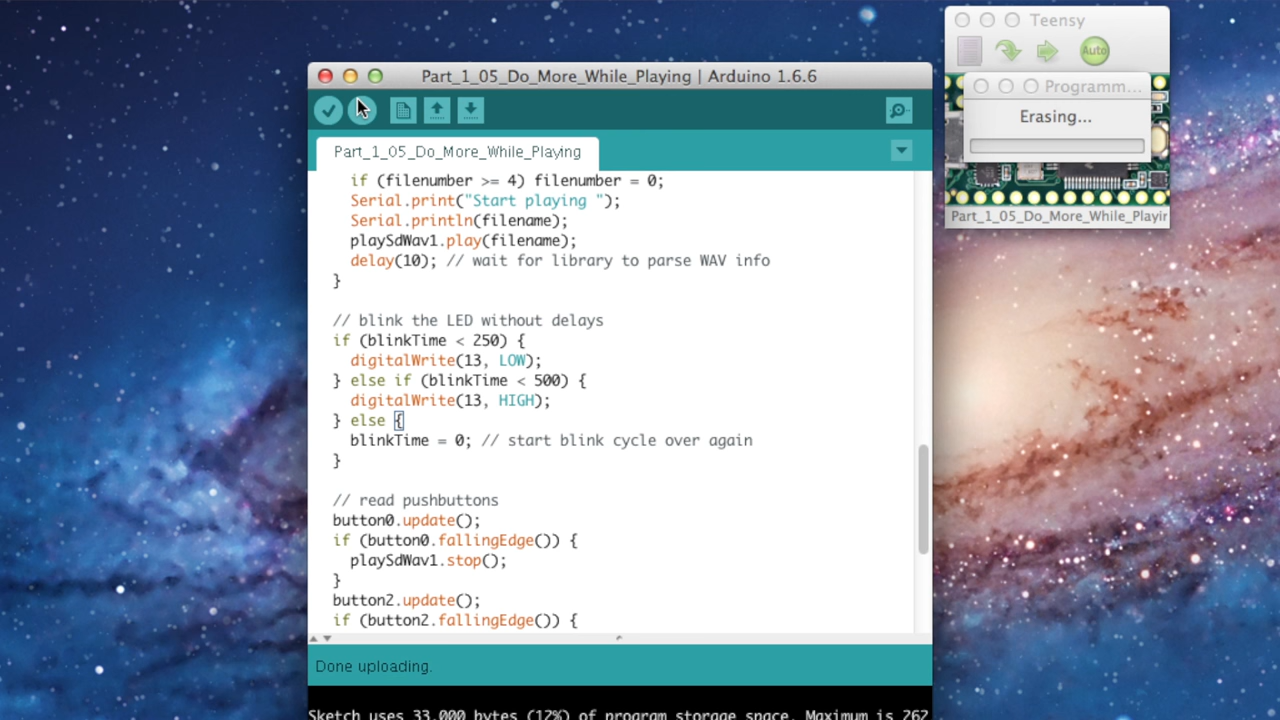 Teensy
Auto
Part_1_05_Do_More_While_Playing | Arduino 1.6.6
Programm...
Erasing...
Part_1_05_Do_More_While_Playing
Part_1_05_Do_More_While_Playir
if (filenumber >= 4) filenumber = 0;
Serial.print("Start playing ");
Serial.println(filename);
playSdWav1.play(filename);
delay(10); // wait for library to parse WAV info
}
// blink the LED without delays
if (blinkTime < 250) {
digitalWrite(13, LOW);
} else if (blinkTime < 500) {
digitalWrite(13, HIGH);
} else {
blinkTime = 0; // start blink cycle over again
}
// read pushbuttons
button0.update();
if (button0.fallingEdge()) {
playSdWav1.stop();
}
button2.update();
if (button2.fallingEdge()) {
Done uploading.
Sketch uses 33,000 bytes (12%) of program storage space. Maximum is 262